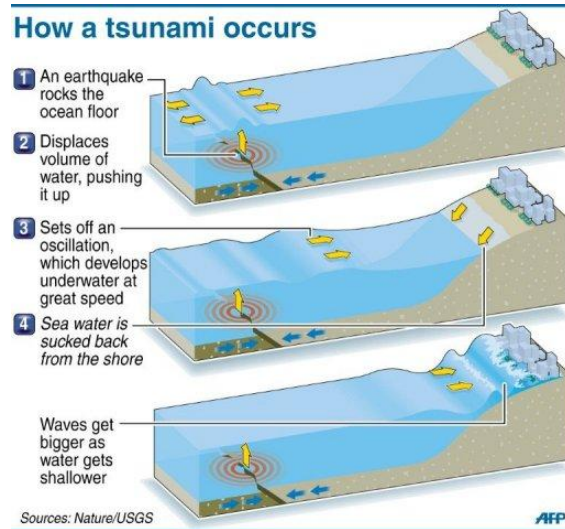 How a tsunami occurs
1 An earthquake
rocks the
ocean floor
2 Displaces
volume of
water, pushing
it up
3 Sets off an
oscillation,
which develops
underwater at
great speed
4 Sea water is
sucked back
from the shore
Waves get
bigger as
water gets
shallower
Sources: Nature/USGS
AFP